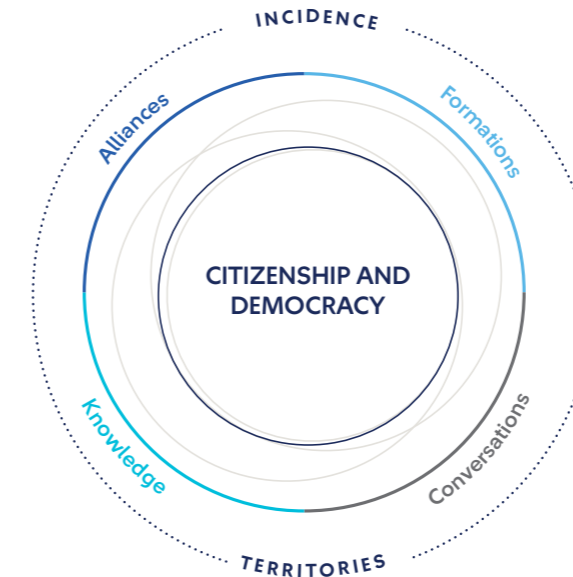 INCIDENCE
Alliances
Formations
CITIZENSHIP AND
DEMOCRACY
Knowledge
Conversations
TERRITORIES